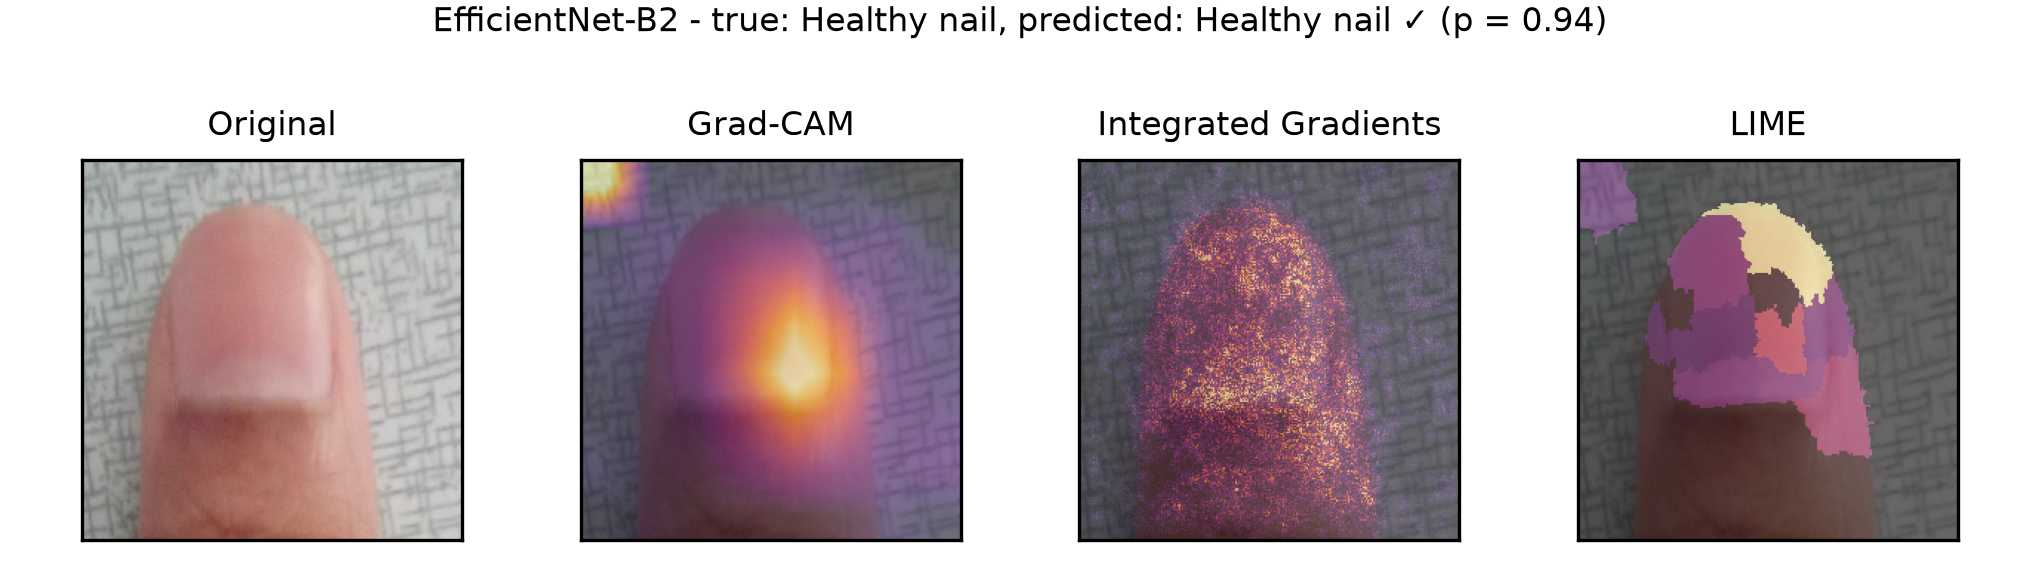 EfficientNet-B2 - true: Healthy nail, predicted: Healthy nail ✓ (p = 0.94)
Original
Grad-CAM
Integrated Gradients
LIME